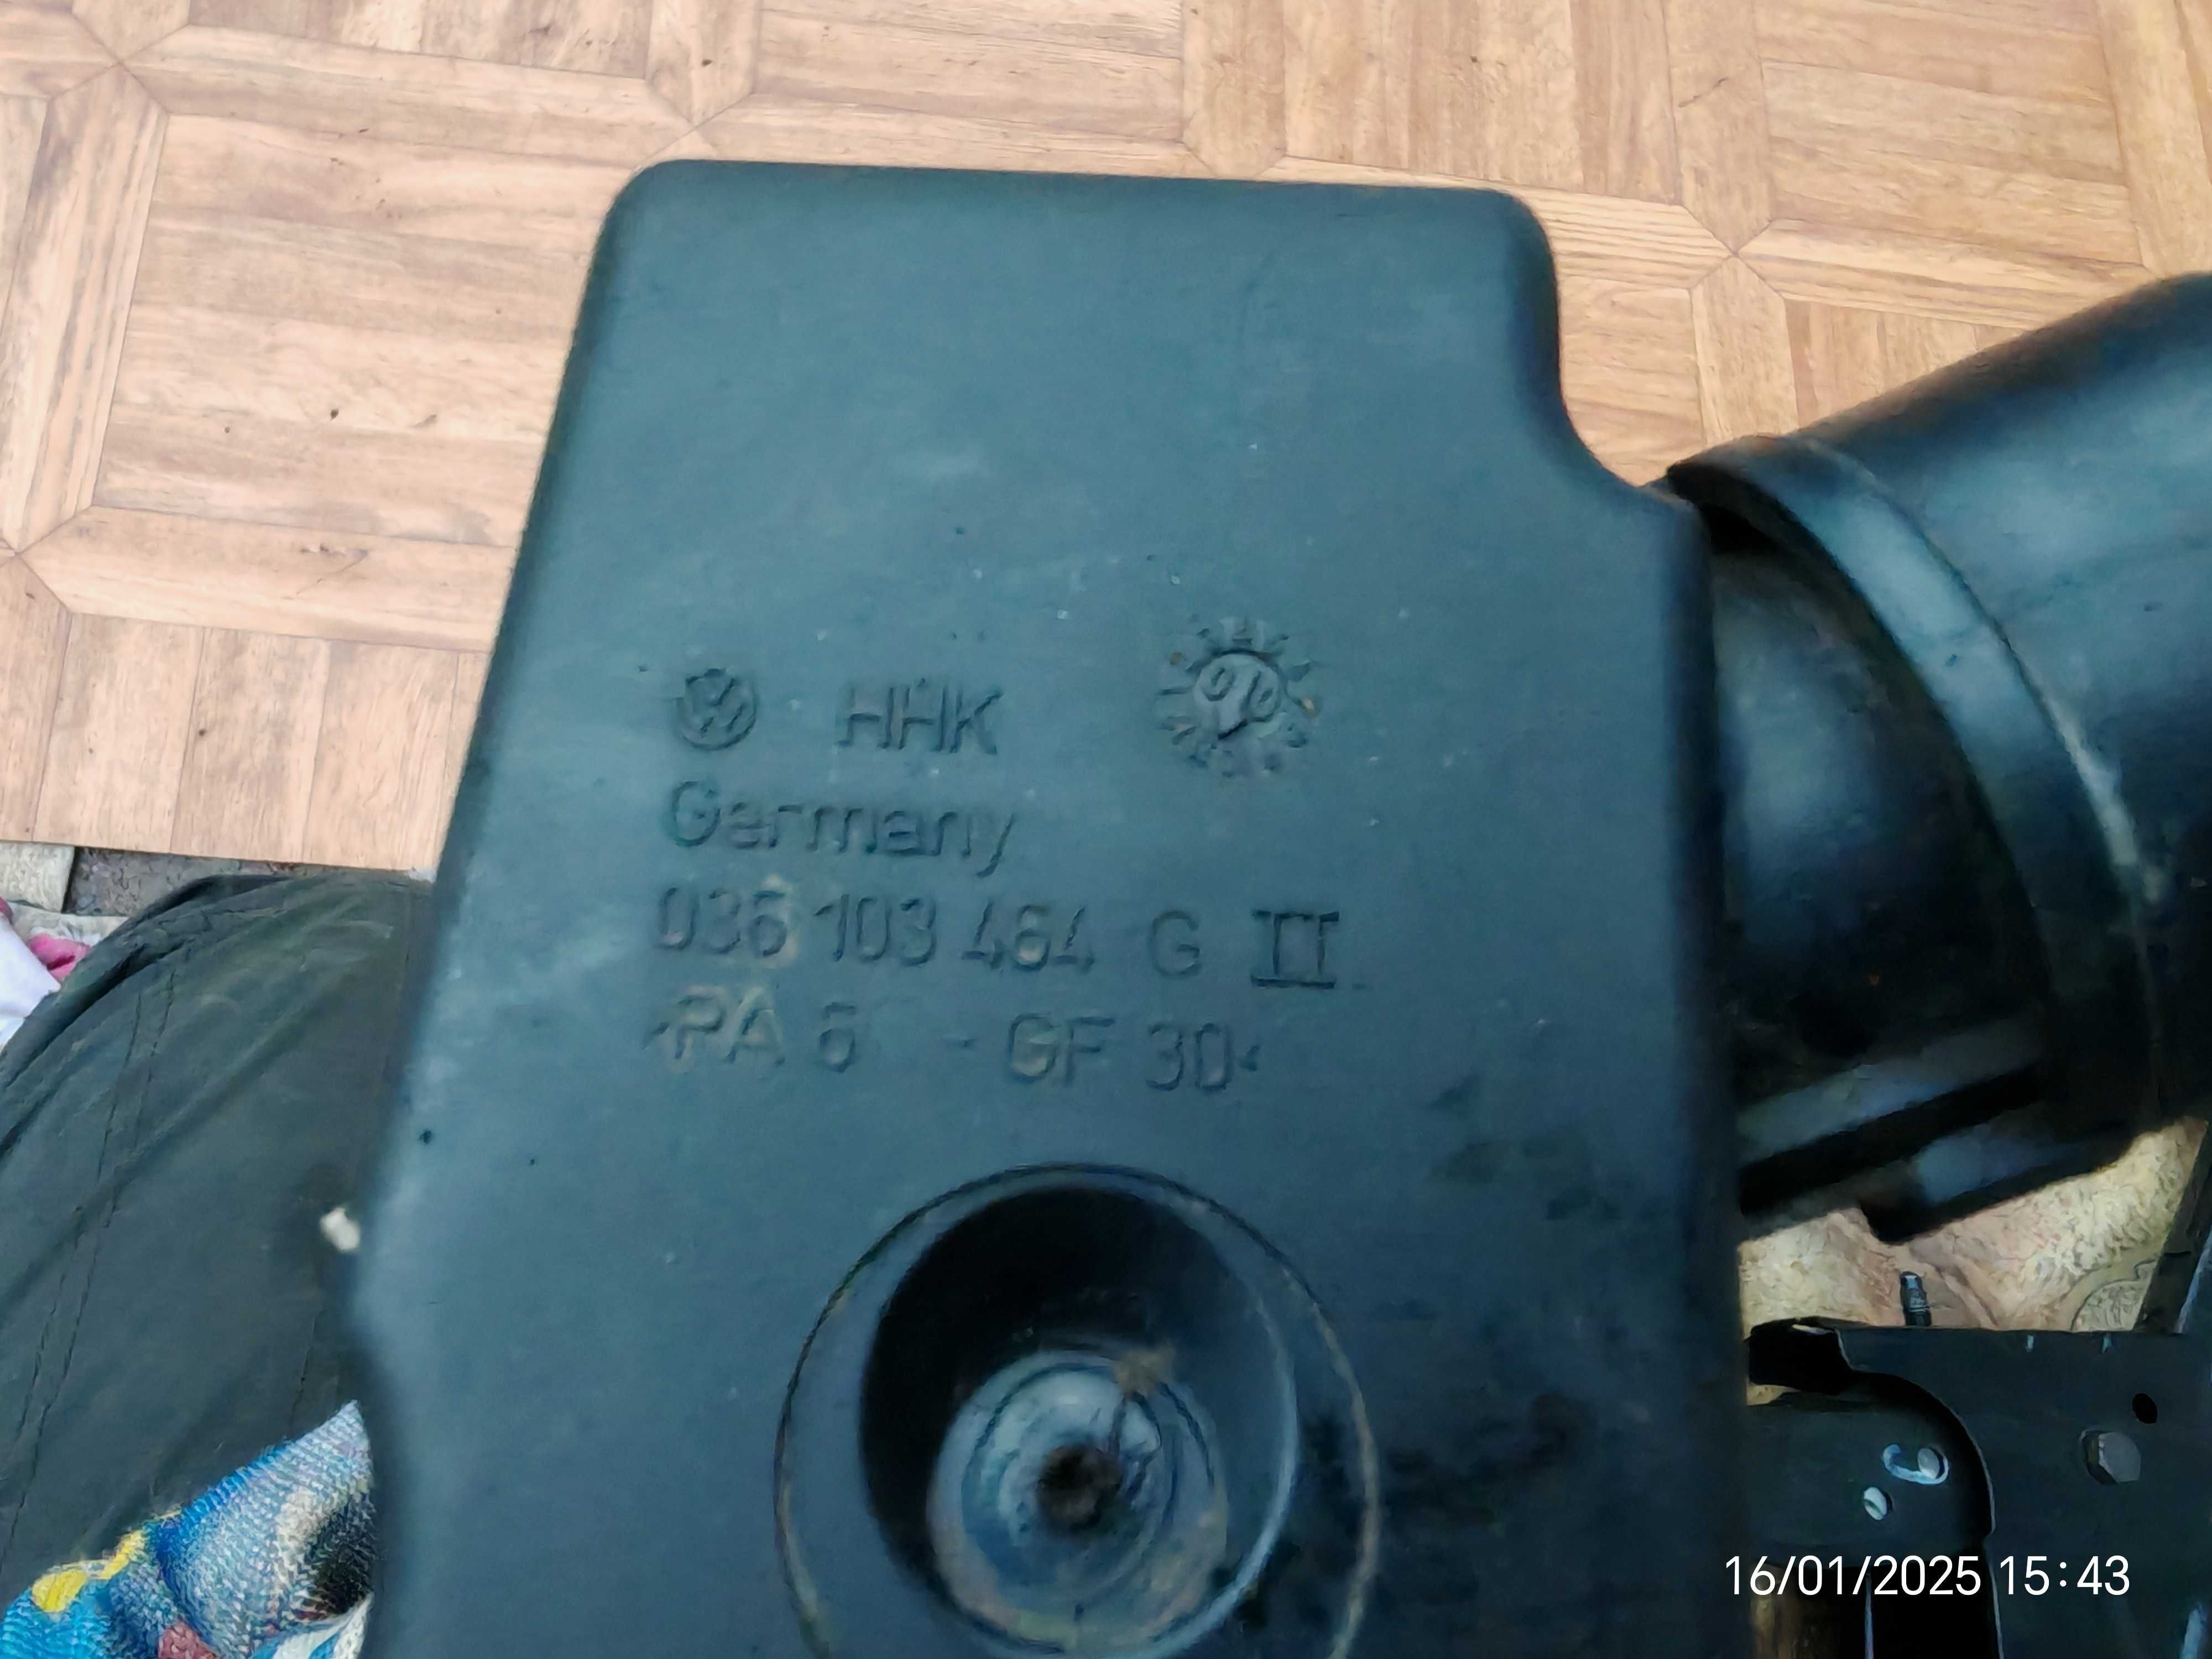 HHK
Germany
036 103 464 G II
>PA 6 - GF 30<
16/01/2025 15:43